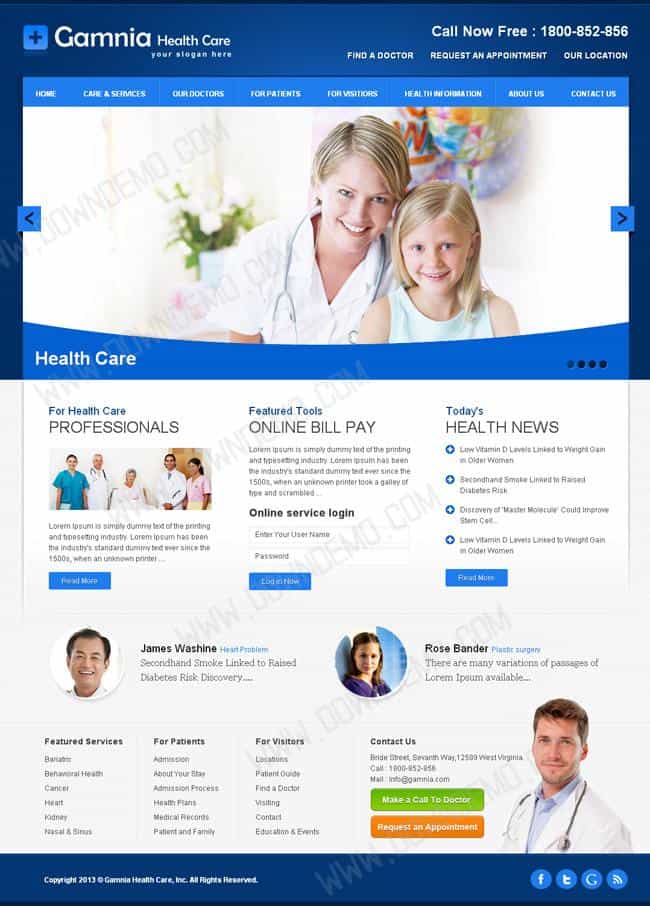 Gamnia Health Care
your slogan here
Call Now Free : 1800-852-856
FIND A DOCTOR REQUEST AN APPOINTMENT OUR LOCATION
HOME CARE & SERVICES OUR DOCTORS FOR PATIENTS FOR VISITIORS HEALTH INFORMATION ABOUT US CONTACT US
WWW.DOWNDEMO.COM
< >
Health Care
For Health Care
PROFESSIONALS
Lorem Ipsum is simply dummy text of the printing
and typesetting industry. Lorem Ipsum has been the
industry's standard dummy text ever since the
1500s, when an unknown printer ....
Read More
Featured Tools
ONLINE BILL PAY
Lorem Ipsum is simply dummy text of the printing
and typesetting industry. Lorem Ipsum has been the
industry's standard dummy text ever since the
1500s, when an unknown printer took a galley of
type and scrambled ...
Online service login
Enter Your User Name
Password
Log in Now
Today's
HEALTH NEWS
Low Vitamin D Levels Linked to Weight Gain
in Older Women
Secondhand Smoke Linked to Raised
Diabetes Risk
Discovery of 'Master Molecule' Could Improve
Stem Cell...
Low Vitamin D Levels Linked to Weight Gain
in Older Women
Read More
James Washine Heart Problem
Secondhand Smoke Linked to Raised
Diabetes Risk Discovery....
Rose Bander Plastic surgery
There are many variations of passages of
Lorem Ipsum available....
Featured Services
Bariatric
Behavioral Health
Cancer
Heart
Kidney
Nasal & Sinus
For Patients
Admission
About Your Stay
Admission Process
Health Plans
Medical Records
Patient and Family
For Visitors
Locations
Patient Guide
Find a Doctor
Visiting
Contact
Education & Events
Contact Us
Bride Street, Sevanth Way,12589 West Virginia.
Call : 1800-852-856
Mail : info@gamnia.com
Make a Call To Doctor
Request an Appointment
Copyright 2013 © Gamnia Health Care, Inc. All Rights Reserved.